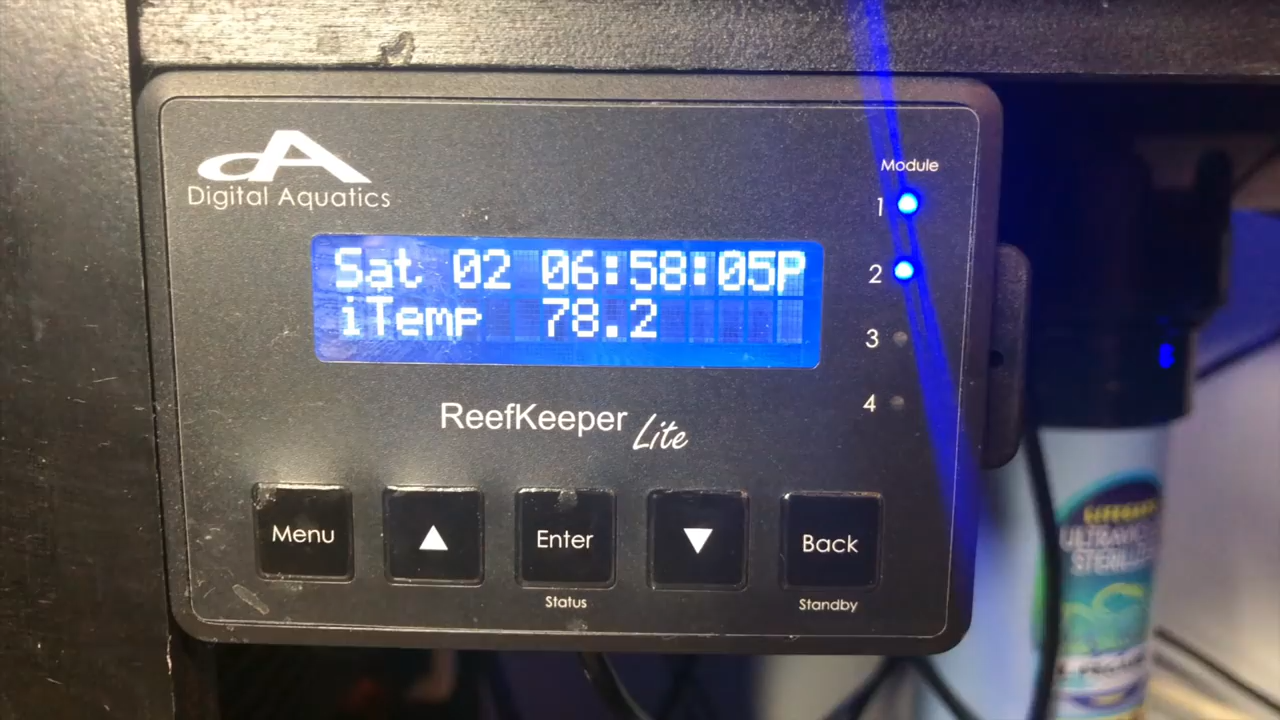 dA
Digital Aquatics
Module
1
2
3
4
Sat 02 06:58:05P
iTemp 78.2
ReefKeeper Lite
Menu
▲
Enter
▼
Back
Status
Standby